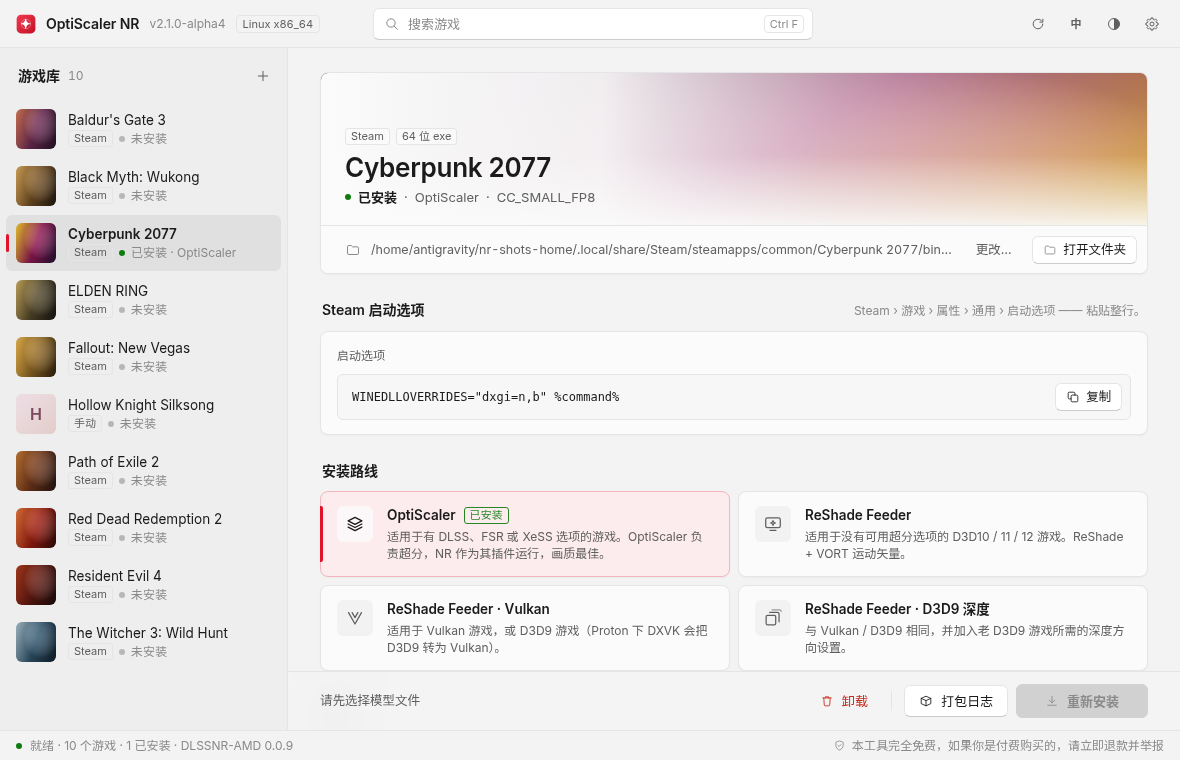 OptiScaler NR v2.1.0-alpha4 Linux x86_64 搜索游戏 Ctrl F 中
游戏库 10
Baldur's Gate 3
Steam 未安装
Black Myth: Wukong
Steam 未安装
Cyberpunk 2077
Steam 已安装 · OptiScaler
ELDEN RING
Steam 未安装
Fallout: New Vegas
Steam 未安装
H
Hollow Knight Silksong
手动 未安装
Path of Exile 2
Steam 未安装
Red Dead Redemption 2
Steam 未安装
Resident Evil 4
Steam 未安装
The Witcher 3: Wild Hunt
Steam 未安装
Steam 64 位 exe
Cyberpunk 2077
已安装 · OptiScaler · CC_SMALL_FP8
/home/antigravity/nr-shots-home/.local/share/Steam/steamapps/common/Cyberpunk 2077/bin... 更改... 打开文件夹
Steam 启动选项 Steam › 游戏 › 属性 › 通用 › 启动选项 —— 粘贴整行。
启动选项
WINEDLLOVERRIDES="dxgi=n,b" %command% 复制
安装路线
OptiScaler 已安装
适用于有 DLSS、FSR 或 XeSS 选项的游戏。OptiScaler 负
责超分，NR 作为其插件运行，画质最佳。
ReShade Feeder
适用于没有可用超分选项的 D3D10 / 11 / 12 游戏。ReShade
+ VORT 运动矢量。
ReShade Feeder · Vulkan
适用于 Vulkan 游戏，或 D3D9 游戏（Proton 下 DXVK 会把
D3D9 转为 Vulkan）。
ReShade Feeder · D3D9 深度
与 Vulkan / D3D9 相同，并加入老 D3D9 游戏所需的深度方
向设置。
请先选择模型文件 卸载 打包日志 重新安装
就绪 · 10 个游戏 · 1 已安装 · DLSSNR-AMD 0.0.9 本工具完全免费，如果你是付费购买的，请立即退款并举报